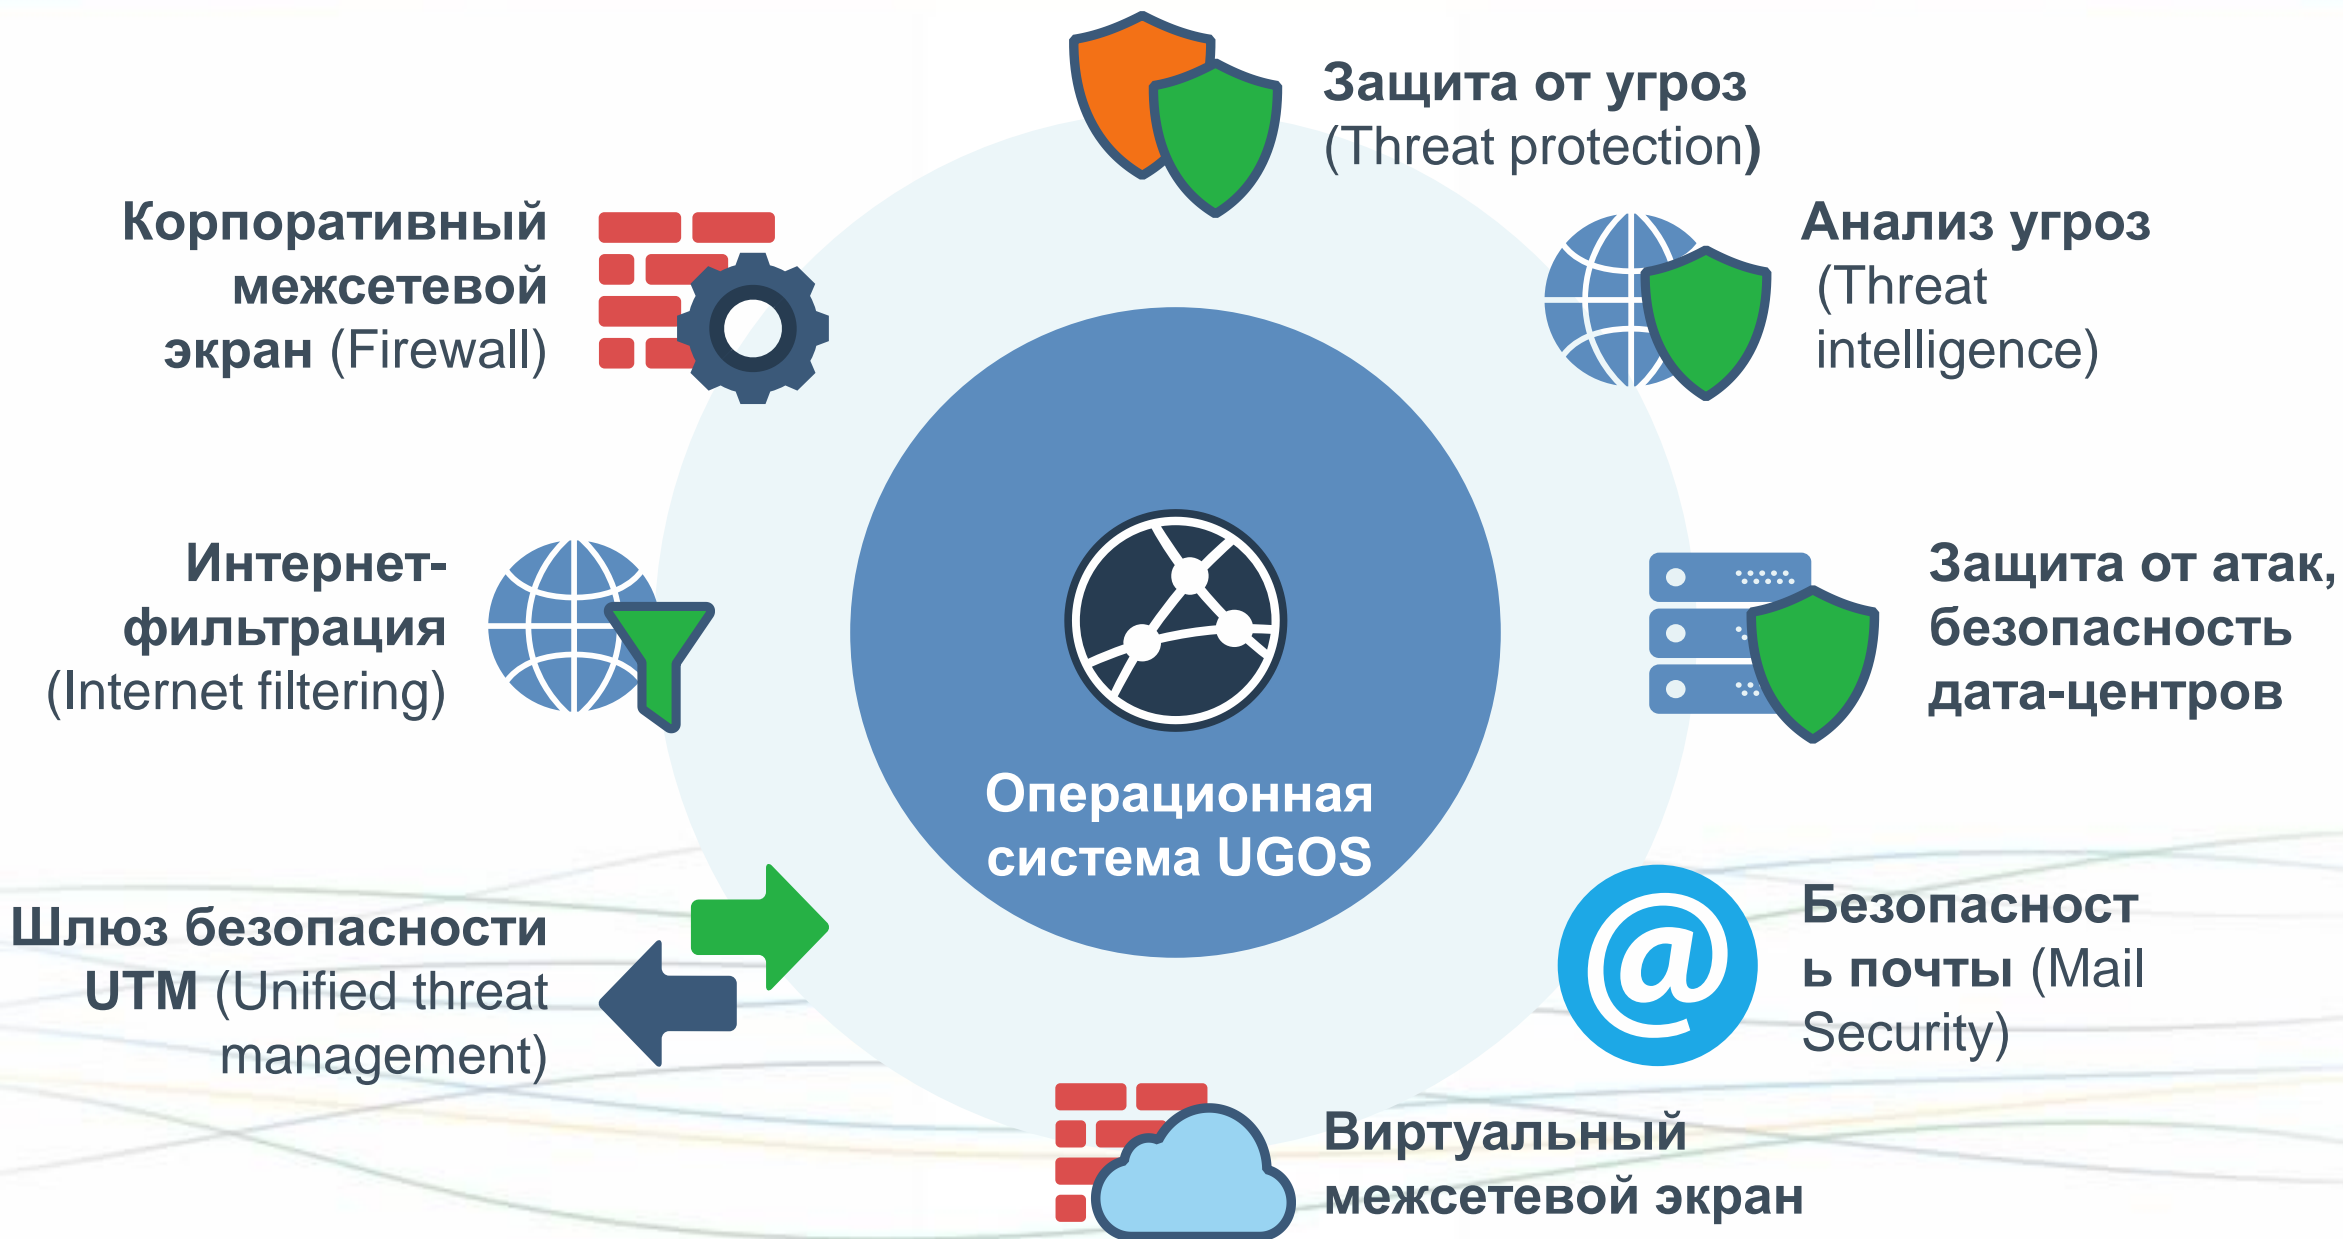 Защита от угроз
(Threat protection)
Корпоративный
межсетевой
экран (Firewall)
Анализ угроз
(Threat
intelligence)
Интернет-
фильтрация
(Internet filtering)
Защита от атак,
безопасность
дата-центров
Операционная
система UGOS
Шлюз безопасности
UTM (Unified threat
management)
@
Безопасност
ь почты (Mail
Security)
Виртуальный
межсетевой экран